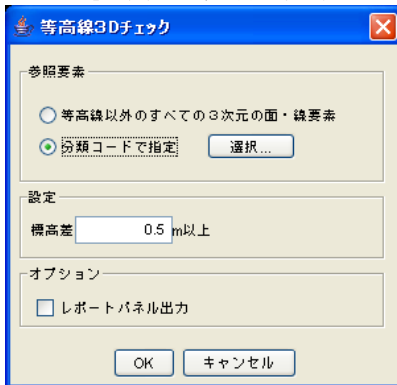 等高線3Dチェック
参照要素
等高線以外のすべての3次元の面・線要素
分類コードで指定 選択...
設定
標高差 0.5 m以上
オプション
レポートパネル出力
OK キャンセル